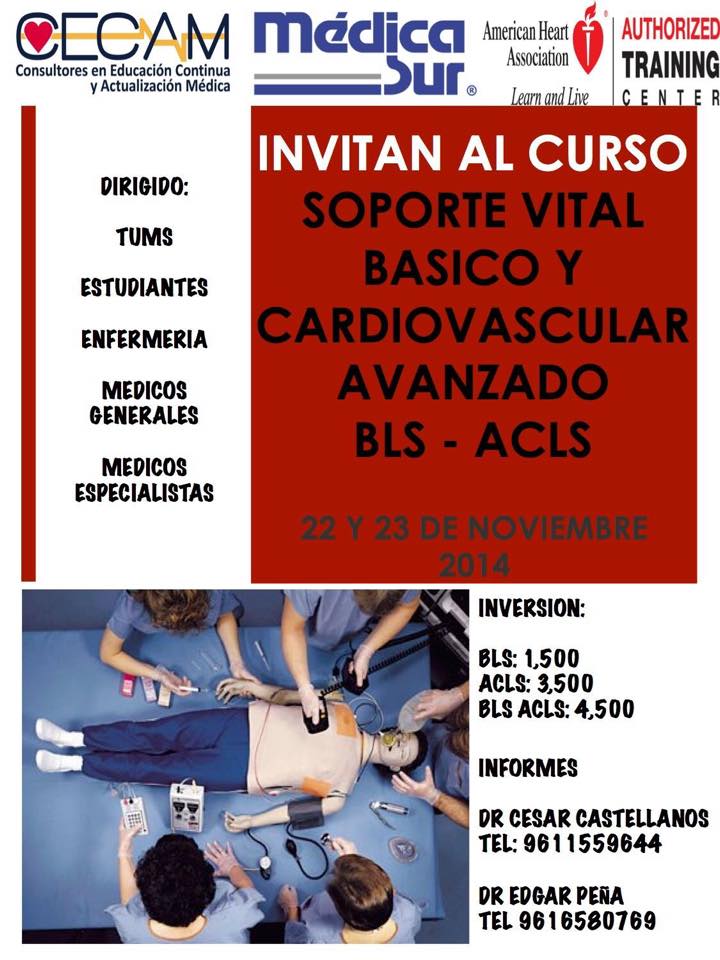 CECAM
Consultores en Educación Continua
y Actualización Médica
Médica
Sur®
American Heart
Association
Learn and Live
AUTHORIZED
TRAINING
CENTER
DIRIGIDO:
TUMS
ESTUDIANTES
ENFERMERIA
MEDICOS
GENERALES
MEDICOS
ESPECIALISTAS
INVITAN AL CURSO
SOPORTE VITAL
BASICO Y
CARDIOVASCULAR
AVANZADO
BLS - ACLS
22 Y 23 DE NOVIEMBRE
2014
INVERSION:
BLS: 1,500
ACLS: 3,500
BLS ACLS: 4,500
INFORMES
DR CESAR CASTELLANOS
TEL: 9611559644
DR EDGAR PEÑA
TEL 9616580769